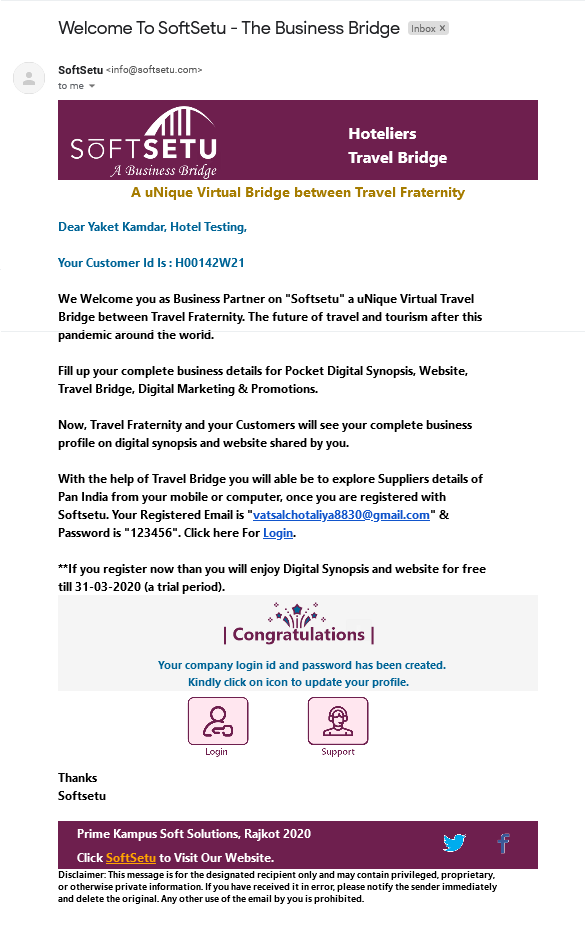 Welcome To SoftSetu - The Business Bridge Inbox ×
SoftSetu <info@softsetu.com>
to me
SŌFTSETU
A Business Bridge
Hoteliers
Travel Bridge
A uNique Virtual Bridge between Travel Fraternity
Dear Yaket Kamdar, Hotel Testing,
Your Customer Id Is : H00142W21
We Welcome you as Business Partner on "Softsetu" a uNique Virtual Travel
Bridge between Travel Fraternity. The future of travel and tourism after this
pandemic around the world.
Fill up your complete business details for Pocket Digital Synopsis, Website,
Travel Bridge, Digital Marketing & Promotions.
Now, Travel Fraternity and your Customers will see your complete business
profile on digital synopsis and website shared by you.
With the help of Travel Bridge you will able be to explore Suppliers details of
Pan India from your mobile or computer, once you are registered with
Softsetu. Your Registered Email is "vatsalchotaliya8830@gmail.com" &
Password is "123456". Click here For Login.
**If you register now than you will enjoy Digital Synopsis and website for free
till 31-03-2020 (a trial period).
| Congratulations |
Your company login id and password has been created.
Kindly click on icon to update your profile.
Login
Support
Thanks
Softsetu
Prime Kampus Soft Solutions, Rajkot 2020
Click SoftSetu to Visit Our Website.
Disclaimer: This message is for the designated recipient only and may contain privileged, proprietary,
or otherwise private information. If you have received it in error, please notify the sender immediately
and delete the original. Any other use of the email by you is prohibited.